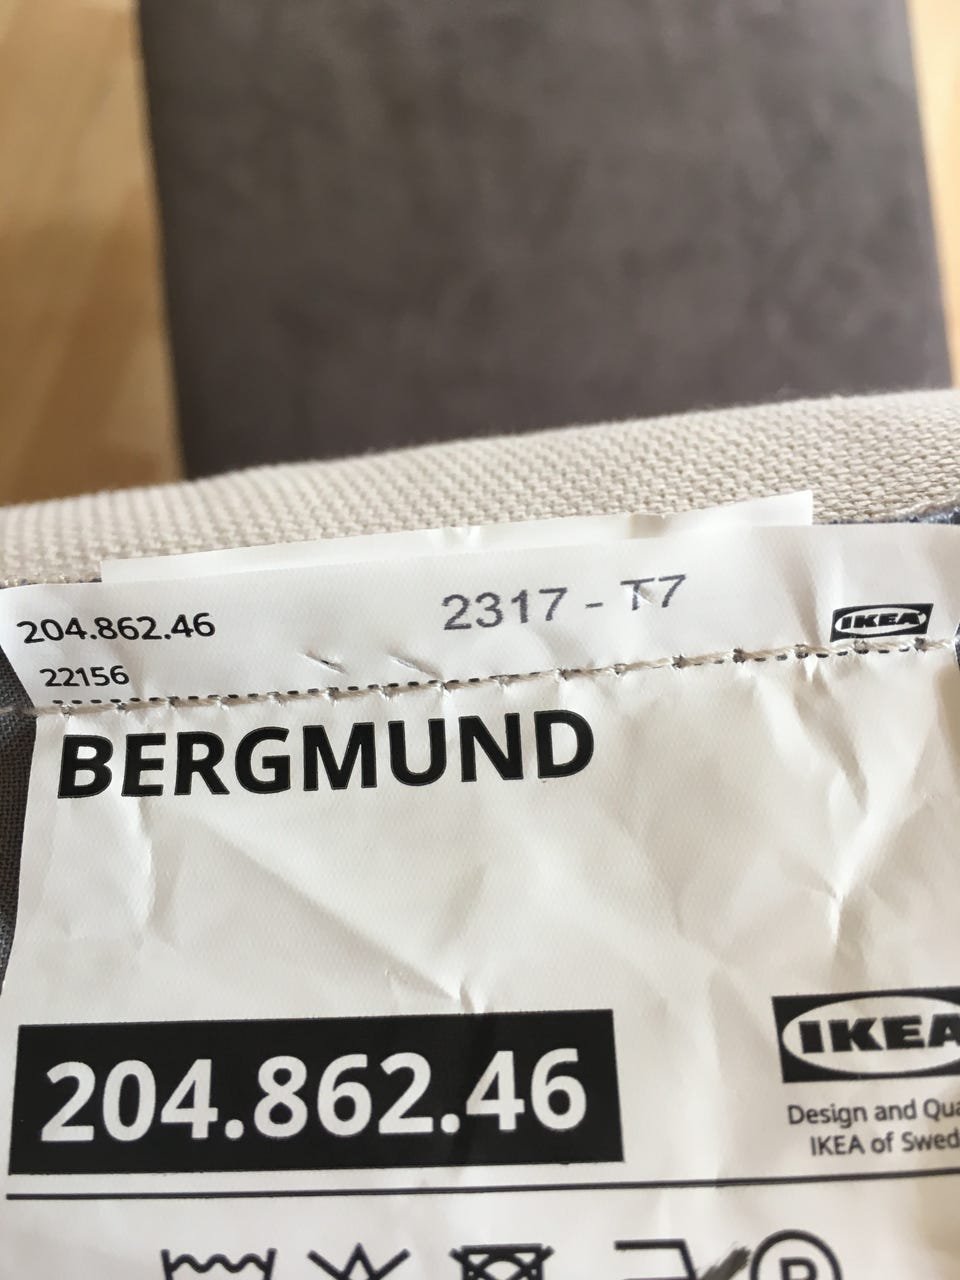 204.862.46 2317 - T7 IKEA
22156
BERGMUND
204.862.46 IKEA
Design and Qua
IKEA of Swed
P